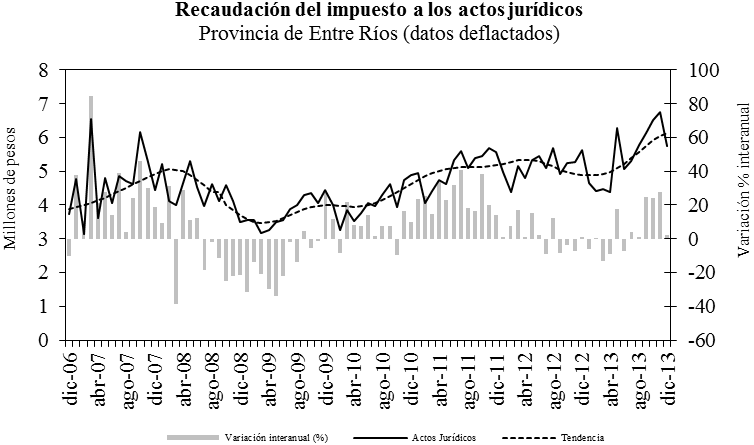 Recaudación del impuesto a los actos jurídicos
Provincia de Entre Ríos (datos deflactados)
Millones de pesos
8
7
6
5
4
3
2
1
0
100
80
60
40
20
0
-20
-40
-60
Variación % interanual
dic-06
abr-07
ago-07
dic-07
abr-08
ago-08
dic-08
abr-09
ago-09
dic-09
abr-10
ago-10
dic-10
abr-11
ago-11
dic-11
abr-12
ago-12
dic-12
abr-13
ago-13
dic-13
Variación interanual (%)
Actos Jurídicos
Tendencia